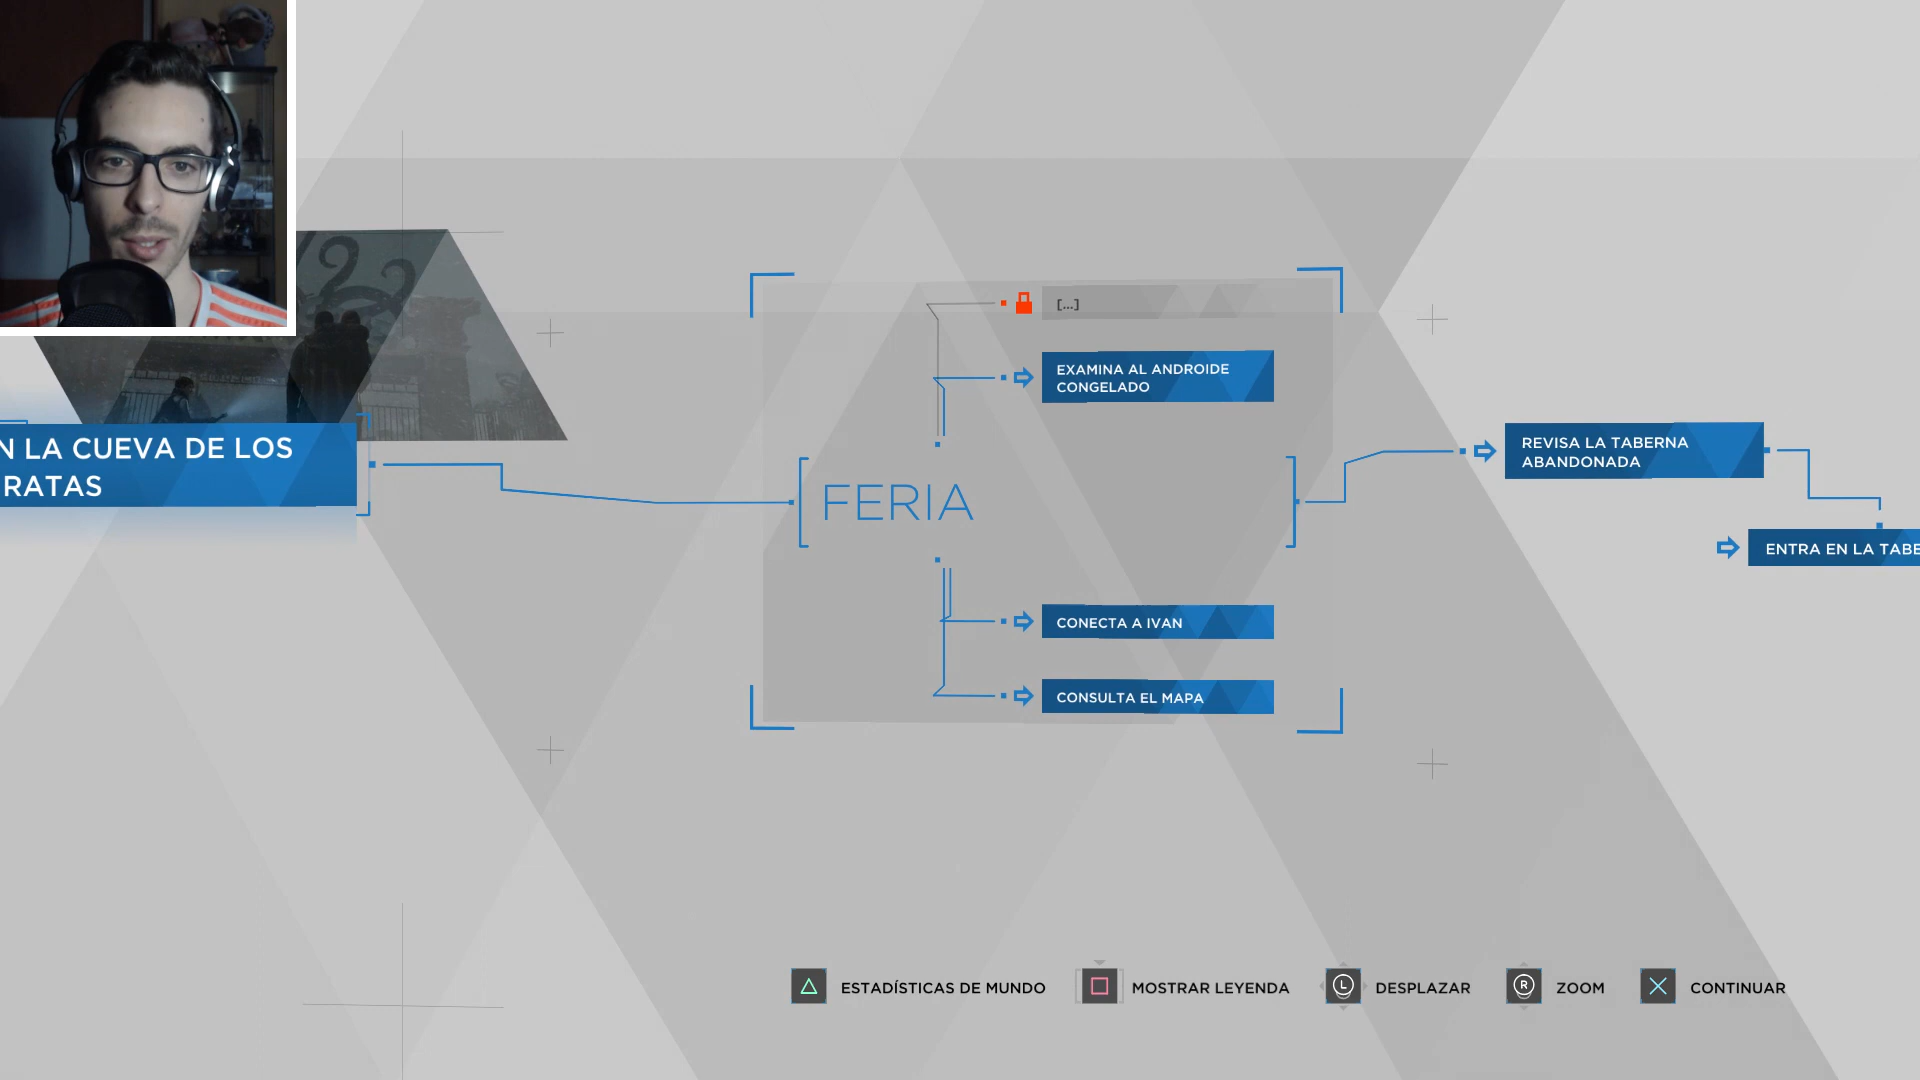 [...]
EXAMINA AL ANDROIDE
CONGELADO
N LA CUEVA DE LOS
RATAS
FERIA
REVISA LA TABERNA
ABANDONADA
ENTRA EN LA TABE
CONECTA A IVAN
CONSULTA EL MAPA
ESTADÍSTICAS DE MUNDO
MOSTRAR LEYENDA
L
DESPLAZAR
R
ZOOM
CONTINUAR